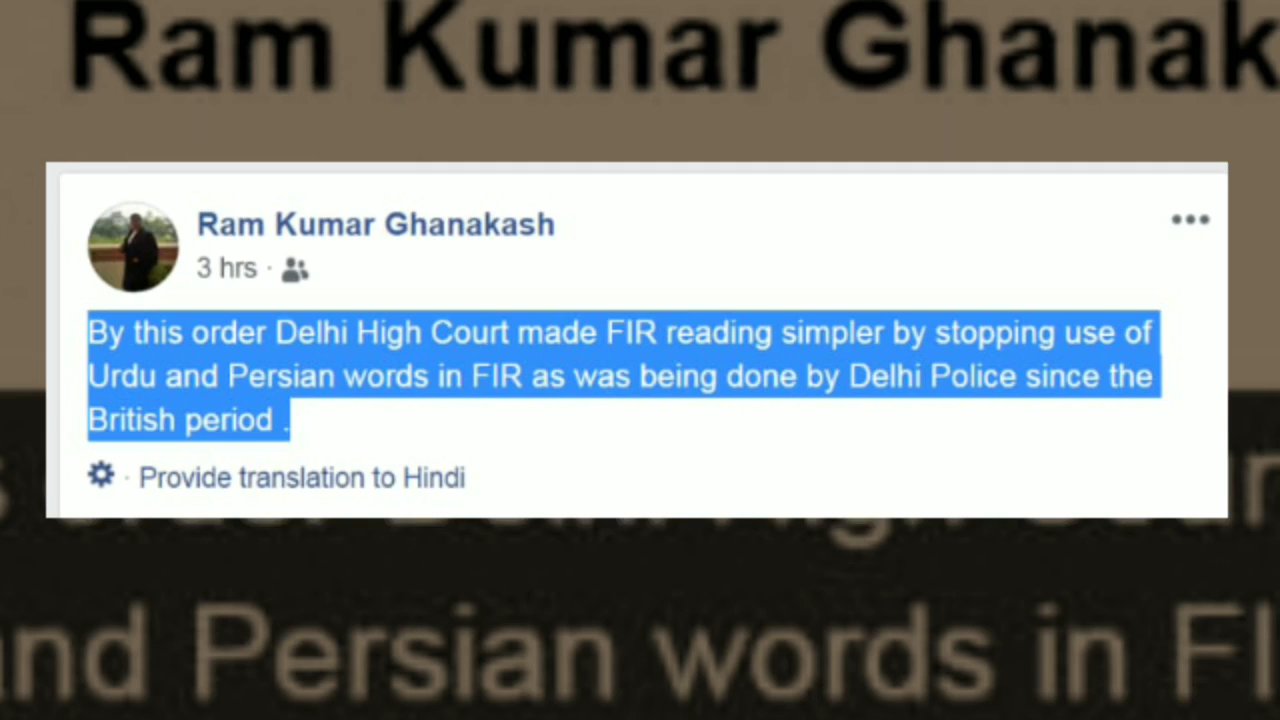 Ram Kumar Ghanak
Ram Kumar Ghanakash
3 hrs ·
By this order Delhi High Court made FIR reading simpler by stopping use of
Urdu and Persian words in FIR as was being done by Delhi Police since the
British period .
· Provide translation to Hindi
and Persian words in FI